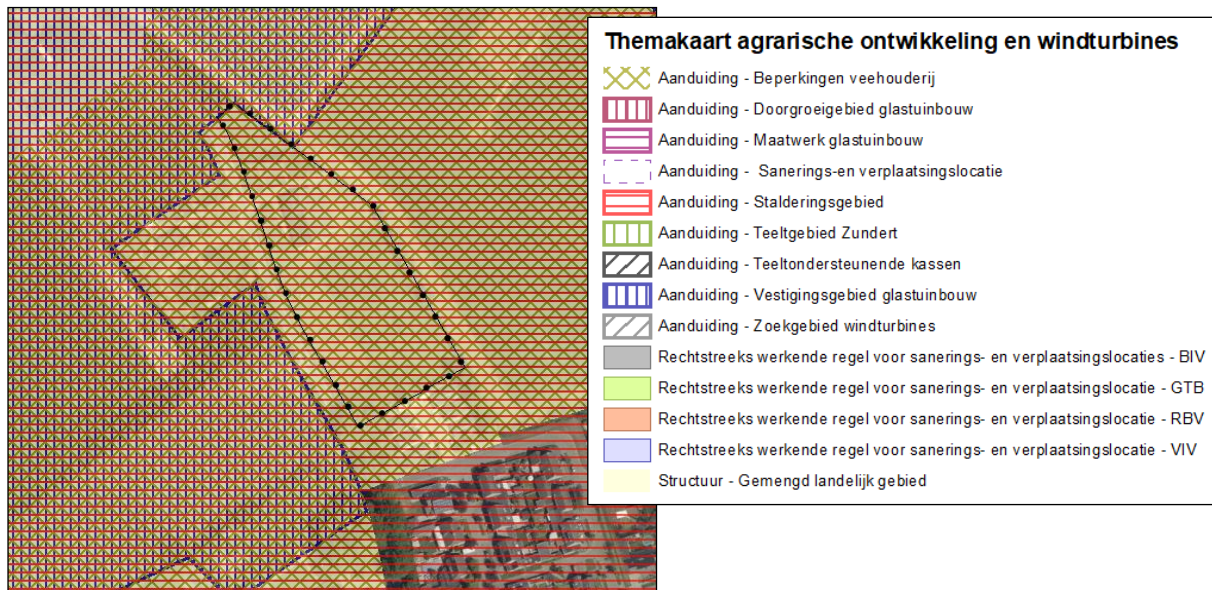 Themakaart agrarische ontwikkeling en windturbines
Aanduiding - Beperkingen veehouderij
Aanduiding - Doorgroeigebied glastuinbouw
Aanduiding - Maatwerk glastuinbouw
Aanduiding - Sanerings-en verplaatsingslocatie
Aanduiding - Stalderingsgebied
Aanduiding - Teeltgebied Zundert
Aanduiding - Teeltondersteunende kassen
Aanduiding - Vestigingsgebied glastuinbouw
Aanduiding - Zoekgebied windturbines
Rechtstreeks werkende regel voor sanerings- en verplaatsingslocaties - BIV
Rechtstreeks werkende regel voor sanerings- en verplaatsingslocatie - GTB
Rechtstreeks werkende regel voor sanerings- en verplaatsingslocatie - RBV
Rechtstreeks werkende regel voor sanerings- en verplaatsingslocatie - VIV
Structuur - Gemengd landelijk gebied